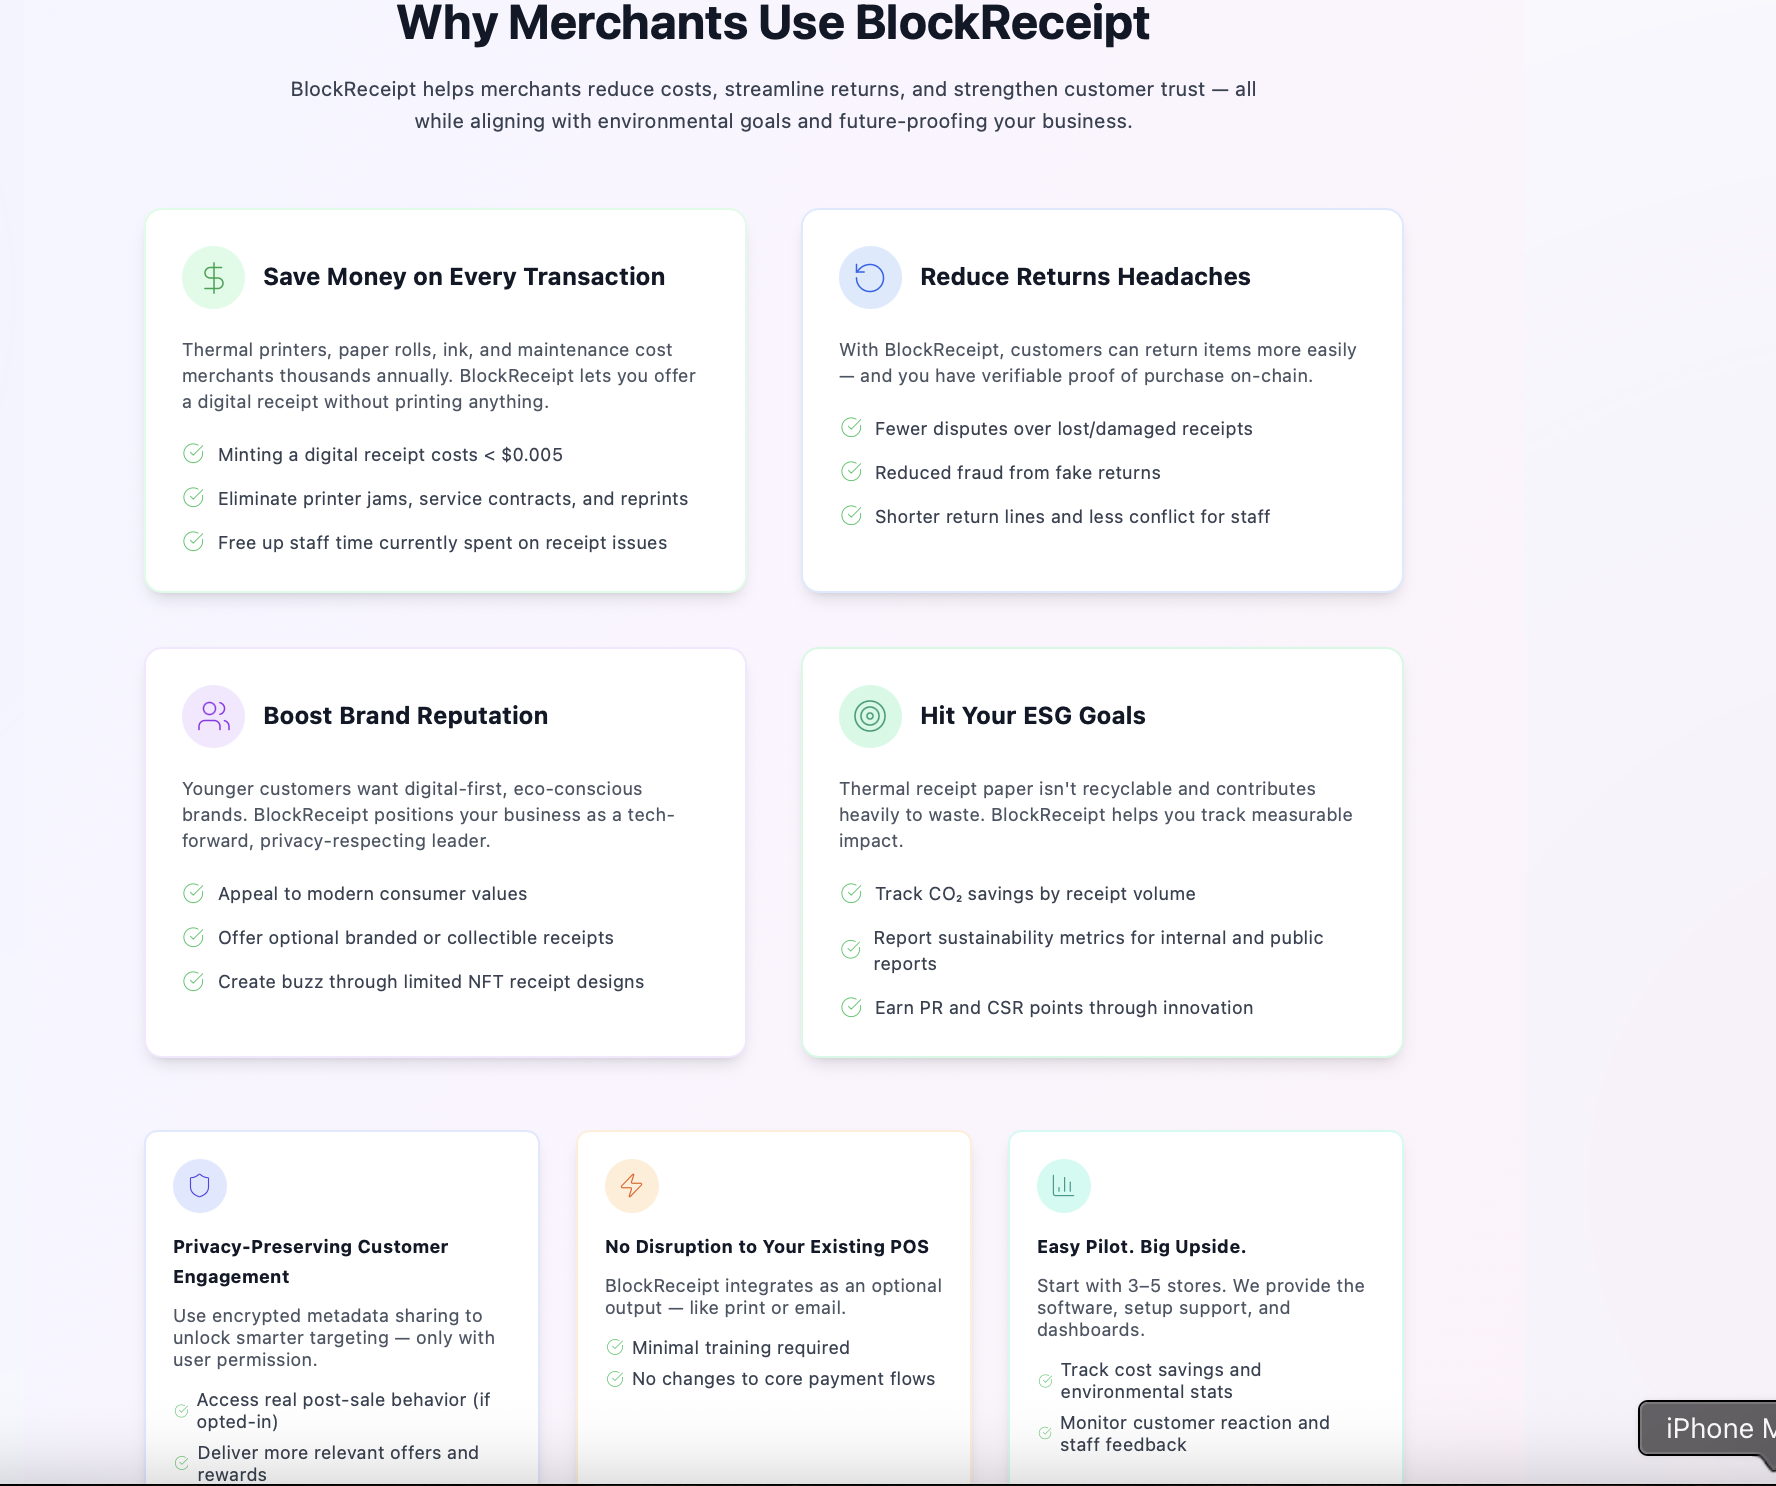 Why Merchants Use BlockReceipt
BlockReceipt helps merchants reduce costs, streamline returns, and strengthen customer trust — all
while aligning with environmental goals and future-proofing your business.
Save Money on Every Transaction
Thermal printers, paper rolls, ink, and maintenance cost
merchants thousands annually. BlockReceipt lets you offer
a digital receipt without printing anything.
Minting a digital receipt costs < $0.005
Eliminate printer jams, service contracts, and reprints
Free up staff time currently spent on receipt issues
Reduce Returns Headaches
With BlockReceipt, customers can return items more easily
— and you have verifiable proof of purchase on-chain.
Fewer disputes over lost/damaged receipts
Reduced fraud from fake returns
Shorter return lines and less conflict for staff
Boost Brand Reputation
Younger customers want digital-first, eco-conscious
brands. BlockReceipt positions your business as a tech-
forward, privacy-respecting leader.
Appeal to modern consumer values
Offer optional branded or collectible receipts
Create buzz through limited NFT receipt designs
Hit Your ESG Goals
Thermal receipt paper isn't recyclable and contributes
heavily to waste. BlockReceipt helps you track measurable
impact.
Track CO₂ savings by receipt volume
Report sustainability metrics for internal and public
reports
Earn PR and CSR points through innovation
Privacy-Preserving Customer
Engagement
Use encrypted metadata sharing to
unlock smarter targeting — only with
user permission.
Access real post-sale behavior (if
opted-in)
Deliver more relevant offers and
rewards
No Disruption to Your Existing POS
BlockReceipt integrates as an optional
output — like print or email.
Minimal training required
No changes to core payment flows
Easy Pilot. Big Upside.
Start with 3–5 stores. We provide the
software, setup support, and
dashboards.
Track cost savings and
environmental stats
Monitor customer reaction and
staff feedback
iPhone M